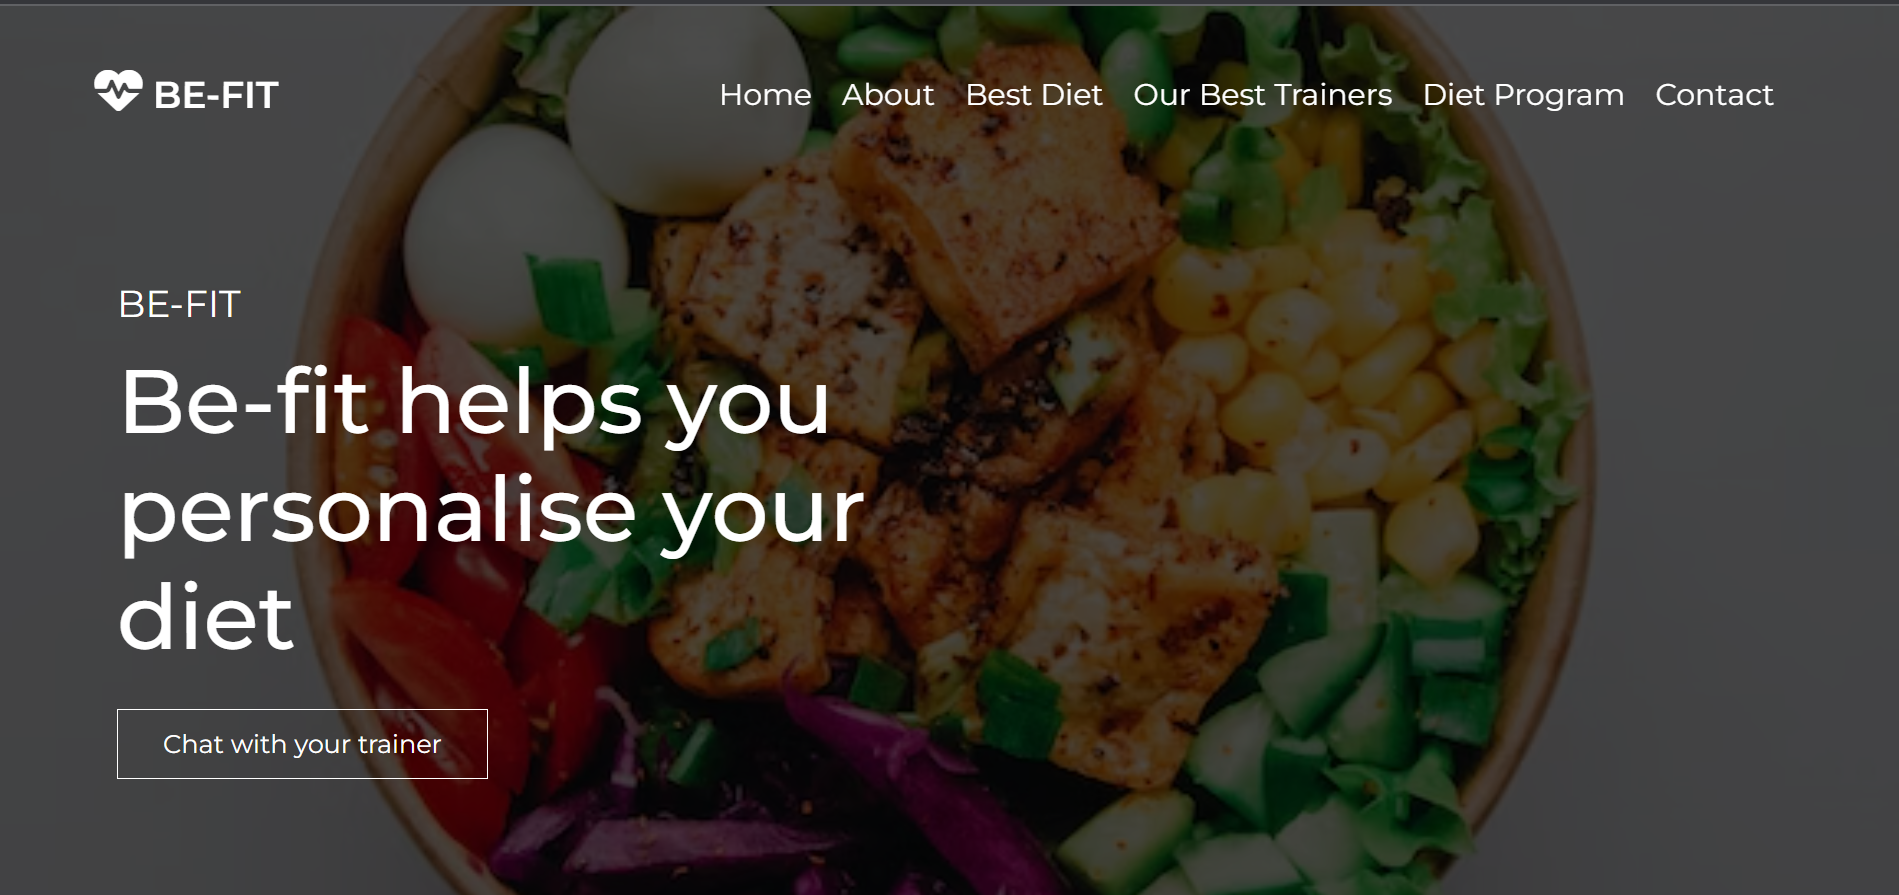 BE-FIT
Home About Best Diet Our Best Trainers Diet Program Contact
BE-FIT
Be-fit helps you
personalise your
diet
Chat with your trainer